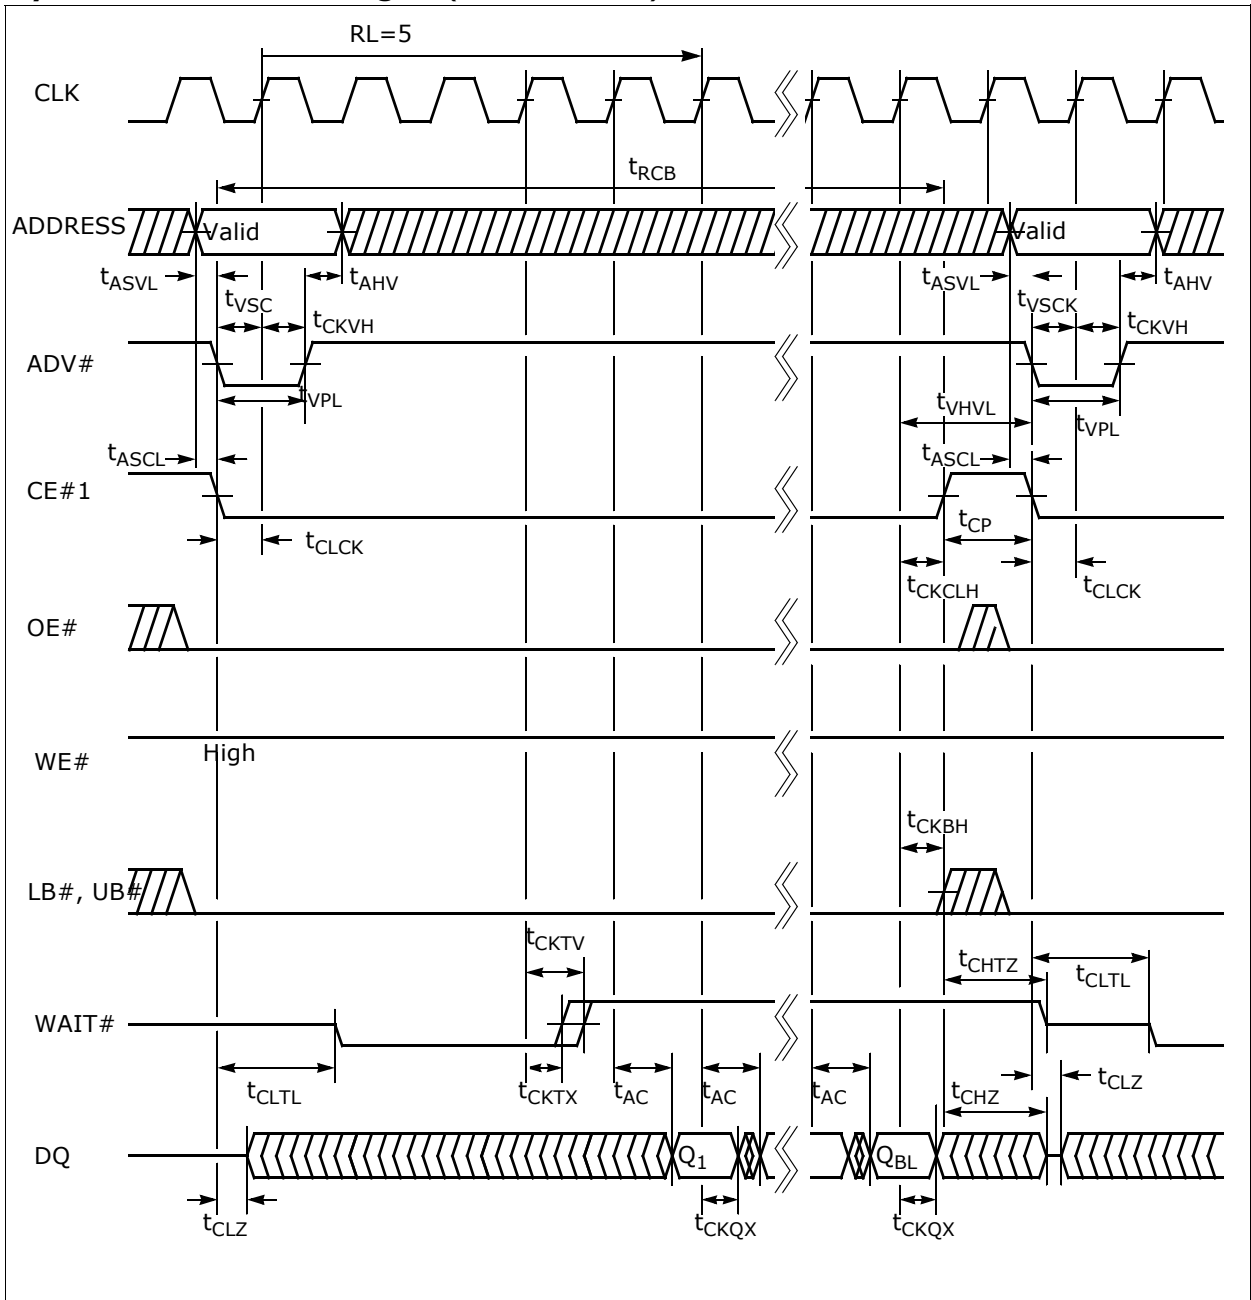 RL=5
CLK
tRCB
ADDRESS
Valid
Valid
tASVL
tVSC
tAHV
tCKVH
tASVL
tVSCK
tAHV
tCKVH
ADV#
tVPL
tVHVL
tVPL
tASCL
tASCL
CE#1
tCLCK
tCP
tCKCLH
tCLCK
OE#
WE#
High
tCKBH
LB#, UB#
tCKTV
tCHTZ
tCLTL
WAIT#
tCLTL
tCKTX
tAC
tAC
tAC
tCHZ
tCLZ
DQ
Q1
QBL
tCLZ
tCKQX
tCKQX